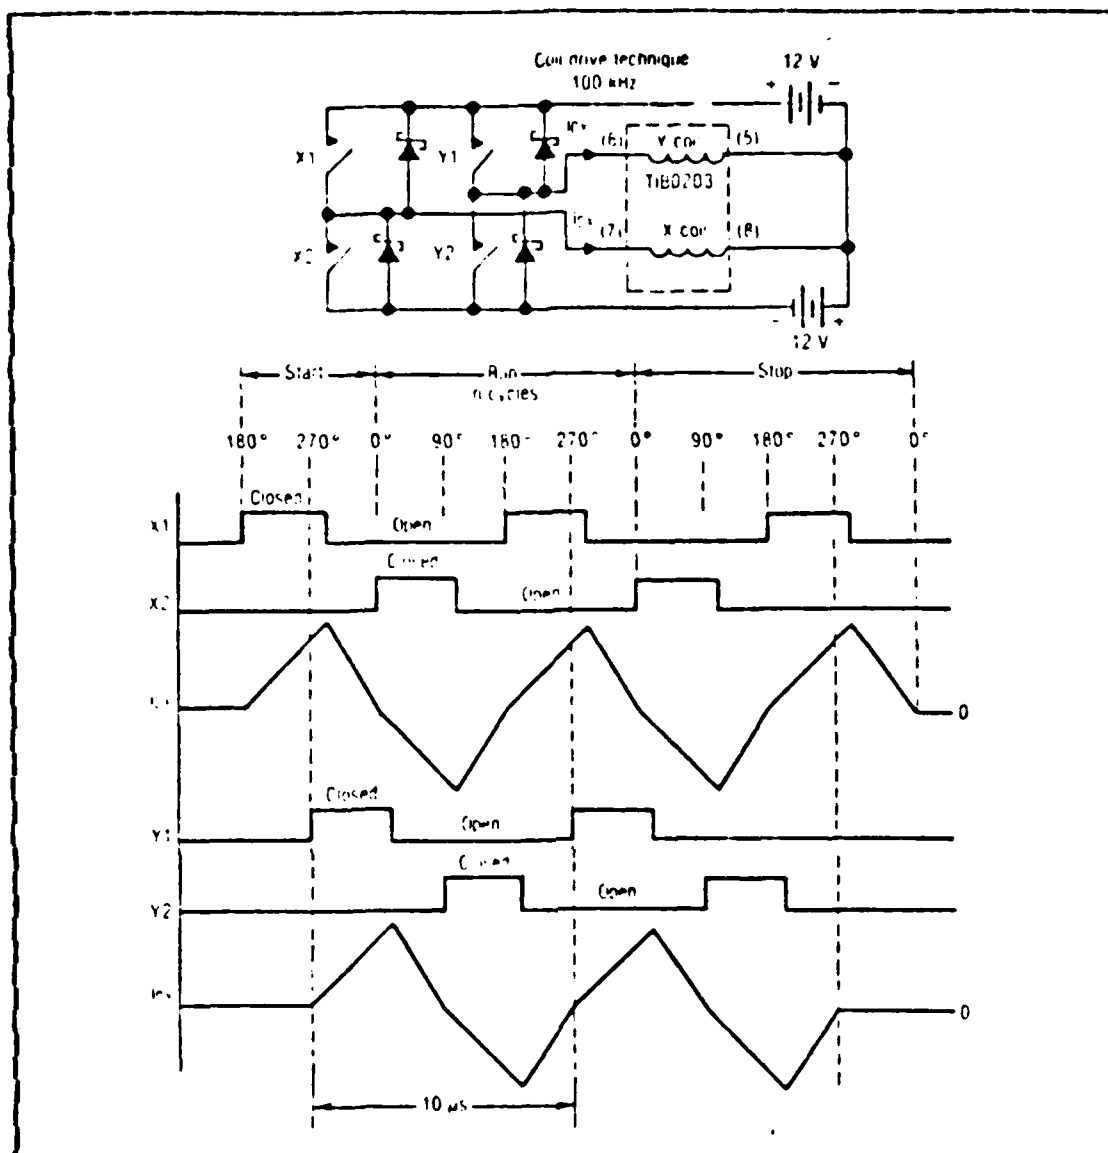 Coil drive technique
100 kHz
12 V
+ -
X1
Y1
(6)
Y coil
(5)
TIB0203
X2
Y2
(7)
X coil
(8)
- +
12 V
Start
Run
n cycles
Stop
180° 270° 0° 90° 180° 270° 0° 90° 180° 270° 0°
Closed
X1
Open
Closed
X2
Open
0
Closed
Y1
Open
Closed
Y2
Open
0
10 µs